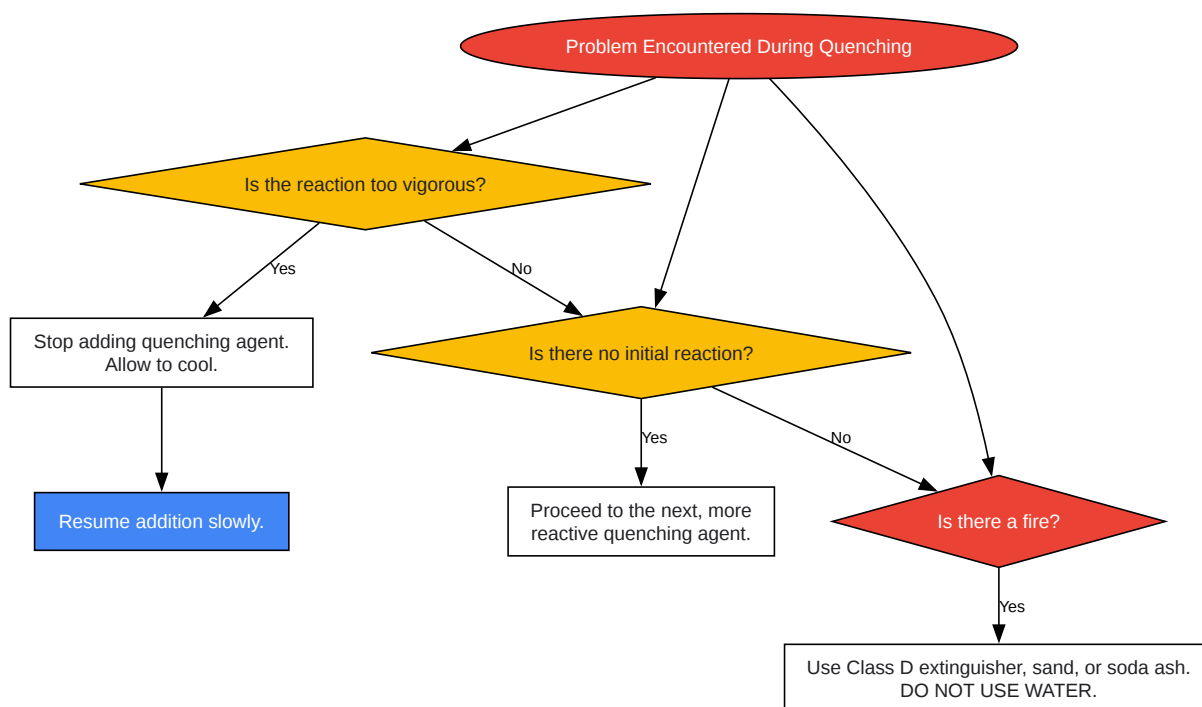 Problem Encountered During Quenching
Is the reaction too vigorous?
Yes
No
Stop adding quenching agent.
Allow to cool.
Is there no initial reaction?
Yes
No
Resume addition slowly.
Proceed to the next, more
reactive quenching agent.
Is there a fire?
Yes
Use Class D extinguisher, sand, or soda ash.
DO NOT USE WATER.